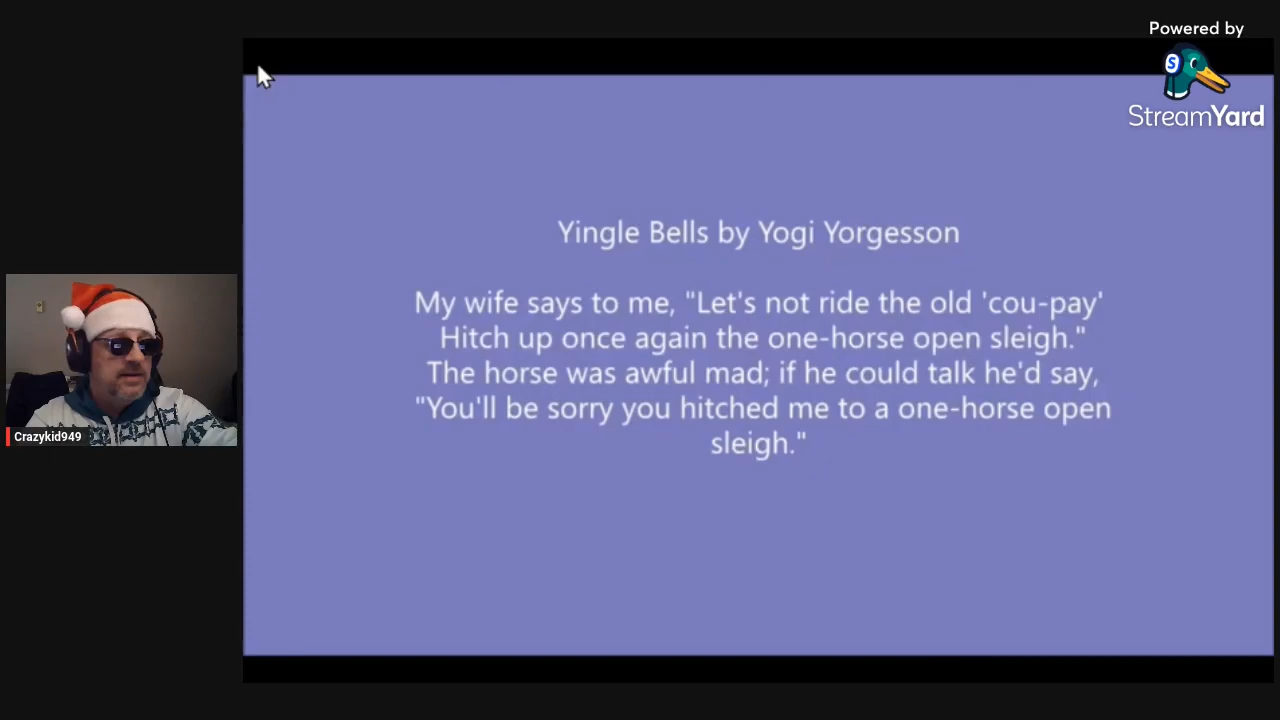 Powered by
S
StreamYard
Yingle Bells by Yogi Yorgesson
My wife says to me, "Let's not ride the old 'cou-pay'
Hitch up once again the one-horse open sleigh."
The horse was awful mad; if he could talk he'd say,
"You'll be sorry you hitched me to a one-horse open
sleigh."
Crazykid949